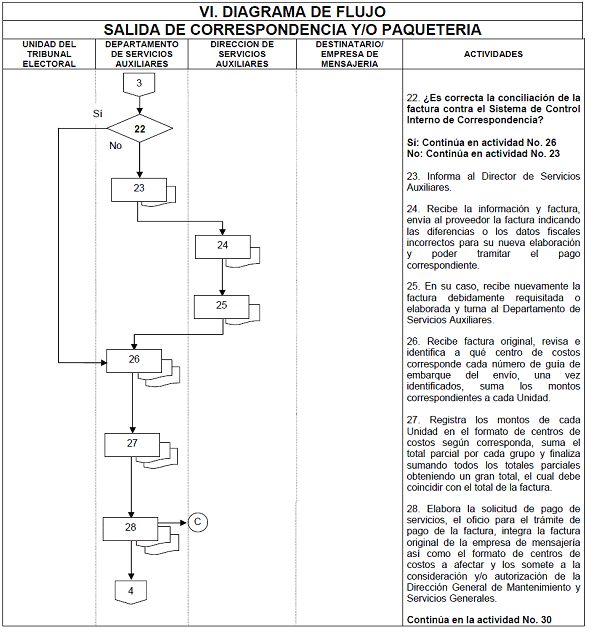 VI. DIAGRAMA DE FLUJO
SALIDA DE CORRESPONDENCIA Y/O PAQUETERIA
UNIDAD DEL
TRIBUNAL
ELECTORAL
DEPARTAMENTO
DE SERVICIOS
AUXILIARES
DIRECCION DE
SERVICIOS
AUXILIARES
DESTINATARIO/
EMPRESA DE
MENSAJERIA
ACTIVIDADES
3
Sí
22
No
23
24
25
26
27
28
C
4
22. ¿Es correcta la conciliación de la
factura contra el Sistema de Control
Interno de Correspondencia?
Sí: Continúa en actividad No. 26
No: Continúa en actividad No. 23
23. Informa al Director de Servicios
Auxiliares.
24. Recibe la información y factura,
envía al proveedor la factura indicando
las diferencias o los datos fiscales
incorrectos para su nueva elaboración
y poder tramitar el pago
correspondiente.
25. En su caso, recibe nuevamente la
factura debidamente requisitada o
elaborada y turna al Departamento de
Servicios Auxiliares.
26. Recibe factura original, revisa e
identifica a qué centro de costos
corresponde cada número de guía de
embarque del envío, una vez
identificados, suma los montos
correspondientes a cada Unidad.
27. Registra los montos de cada
Unidad en el formato de centros de
costos según corresponda, suma el
total parcial por cada grupo y finaliza
sumando todos los totales parciales
obteniendo un gran total, el cual debe
coincidir con el total de la factura.
28. Elabora la solicitud de pago de
servicios, el oficio para el trámite de
pago de la factura, integra la factura
original de la empresa de mensajería
así como el formato de centros de
costos a afectar y los somete a la
consideración y/o autorización de la
Dirección General de Mantenimiento y
Servicios Generales.
Continúa en la actividad No. 30